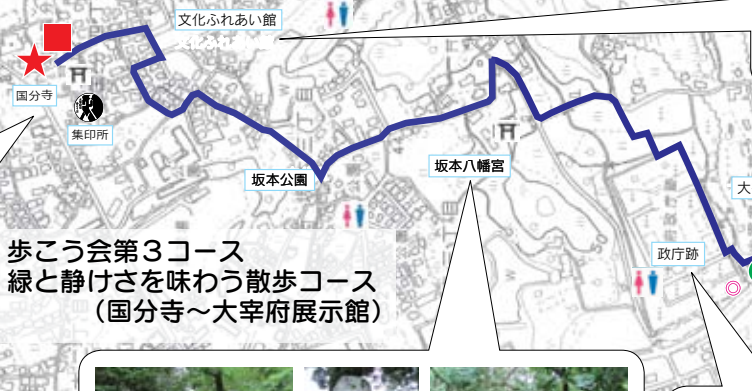 文化ふれあい館
国分寺
集印所
坂本公園
坂本八幡宮
大
政庁跡
歩こう会第３コース
緑と静けさを味わう散歩コース
（国分寺～大宰府展示館）